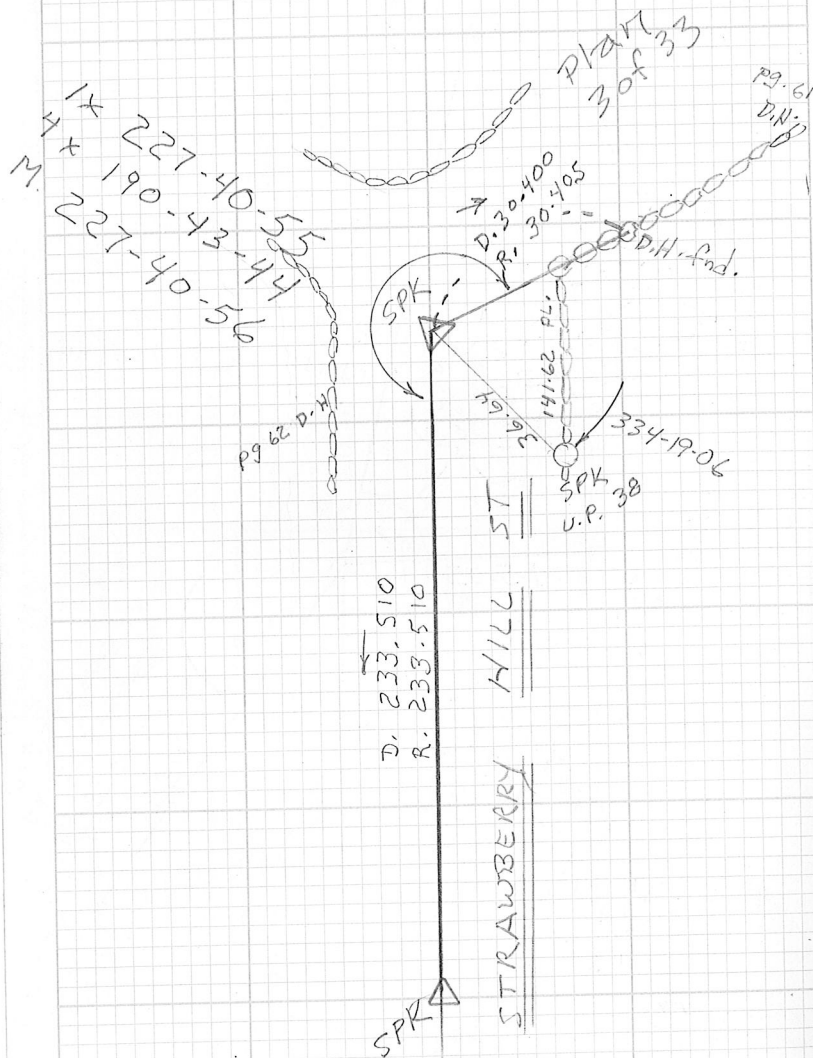 Plan
3 of 33
1x 227-40-55
4x 190-43-44
M. 227-40-56
pg. 61
D.H.
D. 30.400
R. 30.405
D.H. fnd.
SPK
141.62 PL.
36.64
334-19-06
SPK
U.P. 38
pg 62 D.H
D. 233.510
R. 233.510
STRAWBERRY HILL ST
SPK